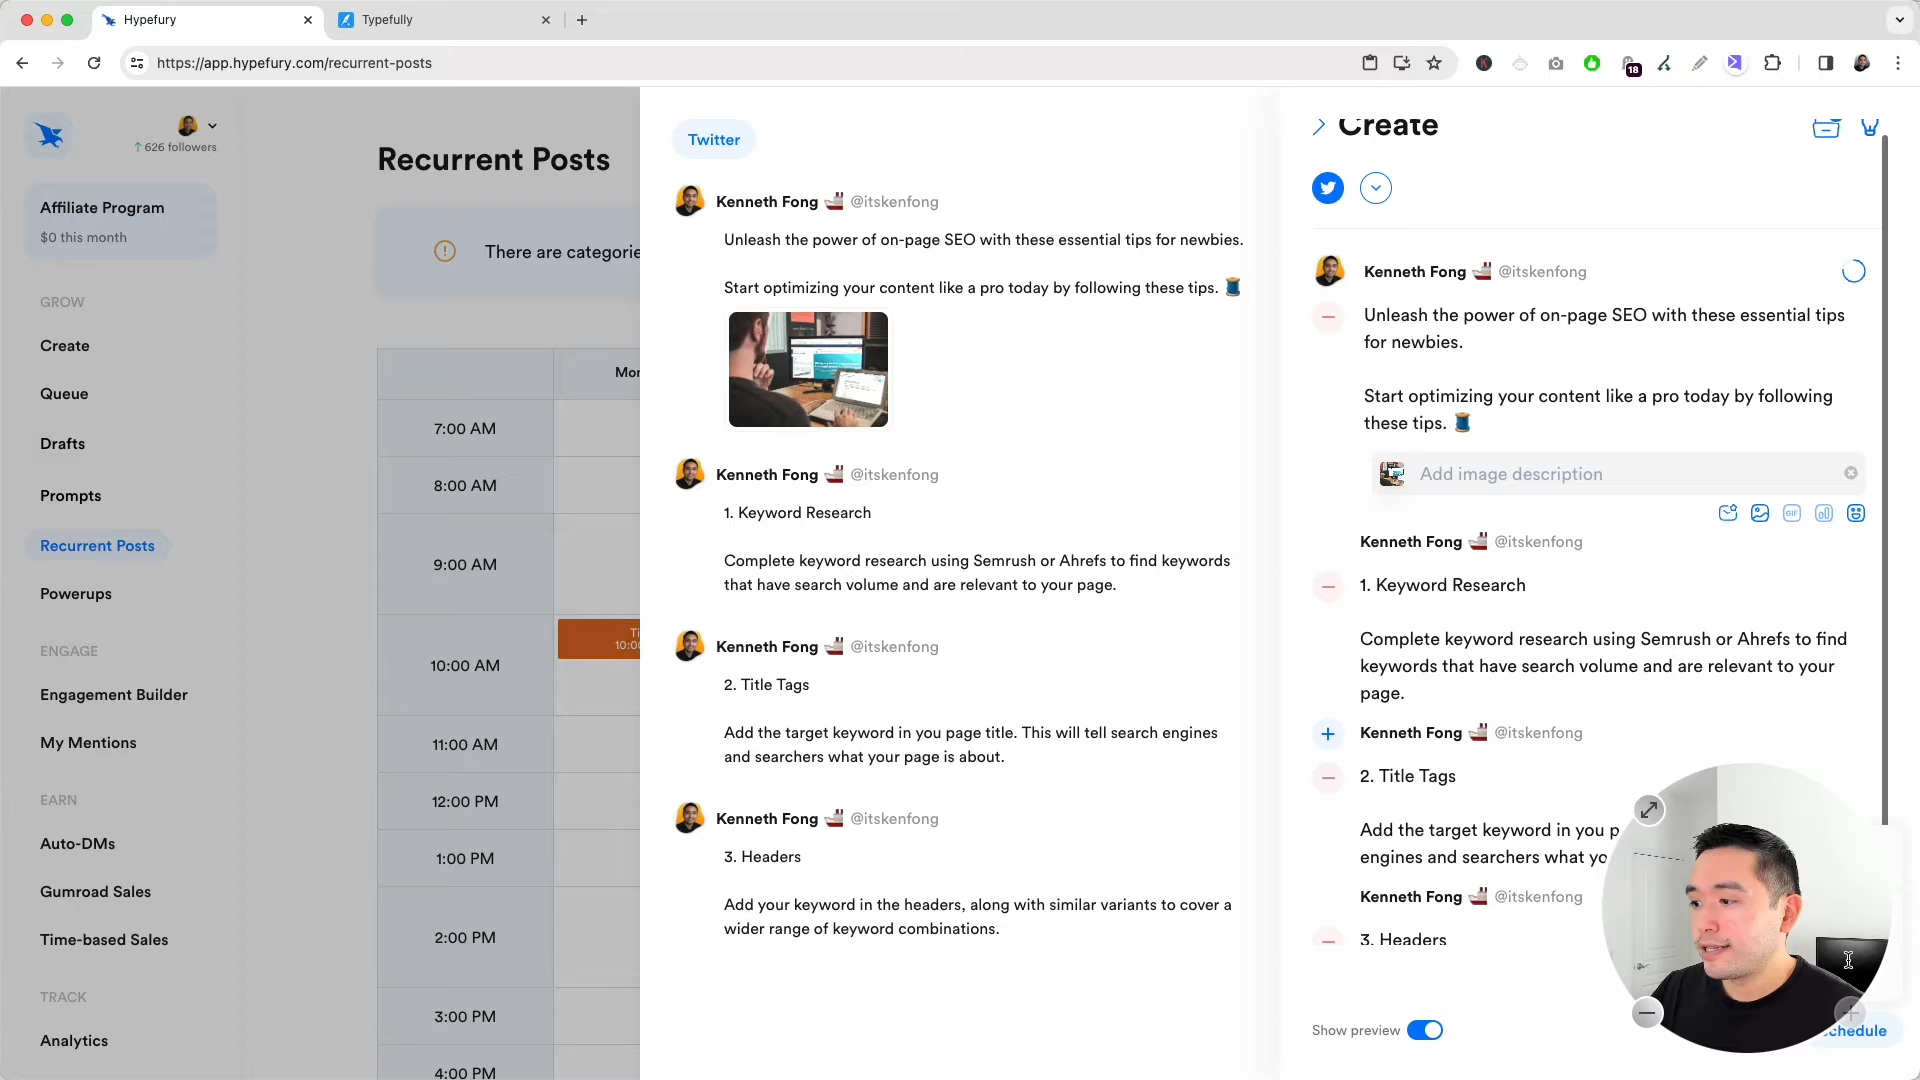 Hypefury
Typefully
https://app.hypefury.com/recurrent-posts
18
626 followers
Affiliate Program
$0 this month
GROW
Create
Queue
Drafts
Prompts
Recurrent Posts
Powerups
ENGAGE
Engagement Builder
My Mentions
EARN
Auto-DMs
Gumroad Sales
Time-based Sales
TRACK
Analytics
Recurrent Posts
There are categorie
Mon
7:00 AM
8:00 AM
9:00 AM
10:00 AM
11:00 AM
12:00 PM
1:00 PM
2:00 PM
3:00 PM
4:00 PM
Ti
10:00
Twitter
Kenneth Fong @itskenfong
Unleash the power of on-page SEO with these essential tips for newbies.
Start optimizing your content like a pro today by following these tips.
Kenneth Fong @itskenfong
1. Keyword Research
Complete keyword research using Semrush or Ahrefs to find keywords
that have search volume and are relevant to your page.
Kenneth Fong @itskenfong
2. Title Tags
Add the target keyword in you page title. This will tell search engines
and searchers what your page is about.
Kenneth Fong @itskenfong
3. Headers
Add your keyword in the headers, along with similar variants to cover a
wider range of keyword combinations.
Create
Kenneth Fong @itskenfong
Unleash the power of on-page SEO with these essential tips
for newbies.
Start optimizing your content like a pro today by following
these tips.
Add image description
GIF
Kenneth Fong @itskenfong
1. Keyword Research
Complete keyword research using Semrush or Ahrefs to find
keywords that have search volume and are relevant to your
page.
Kenneth Fong @itskenfong
2. Title Tags
Add the target keyword in you p
engines and searchers what yo
Kenneth Fong @itskenfong
3. Headers
Show preview
chedule